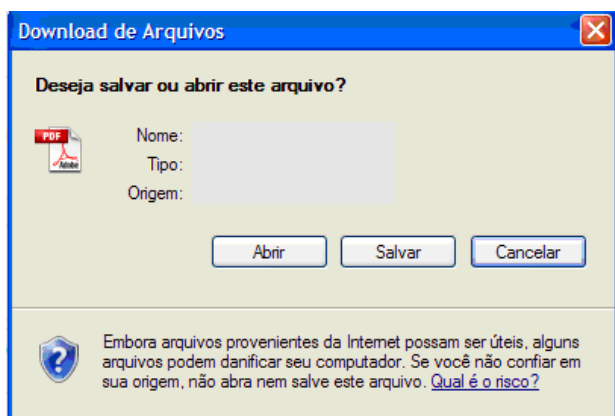 Download de Arquivos
Deseja salvar ou abrir este arquivo?
PDF
Adobe
Nome:
Tipo:
Origem:
Abrir Salvar Cancelar
Embora arquivos provenientes da Internet possam ser úteis, alguns
arquivos podem danificar seu computador. Se você não confiar em
sua origem, não abra nem salve este arquivo. Qual é o risco?